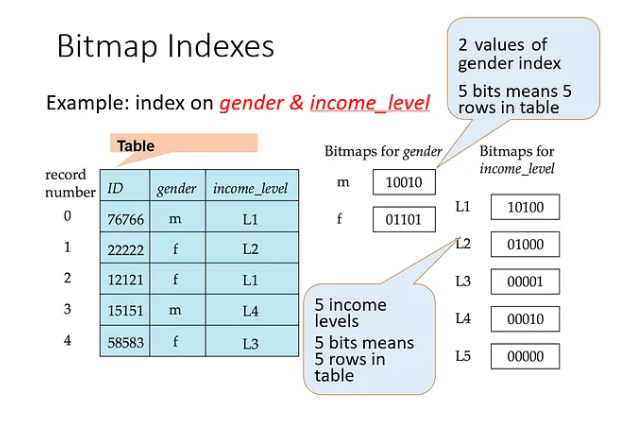 Bitmap Indexes
Example: index on gender & income_level
2 values of
gender index
5 bits means 5
rows in table
Table
record
number
ID gender income_level
0 76766 m L1
1 22222 f L2
2 12121 f L1
3 15151 m L4
4 58583 f L3
Bitmaps for gender
m 10010
f 01101
Bitmaps for
income_level
L1 10100
L2 01000
L3 00001
L4 00010
L5 00000
5 income
levels
5 bits means
5 rows in
table